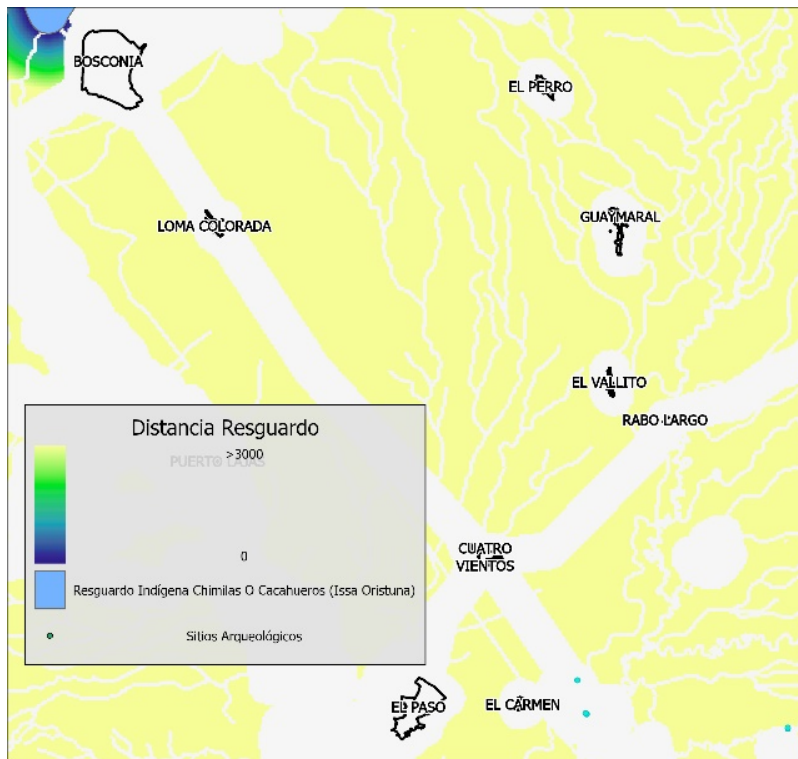 BOSCONIA
EL PERRO
LOMA COLORADA
GUAYMARAL
EL VALLITO
RABO LARGO
Distancia Resguardo
>3000
PUERTO LAJAS
0
Resguardo Indígena Chimilas O Cacahueros (Issa Oristuna)
Sitios Arqueológicos
CUATRO
VIENTOS
EL PASO
EL CARMEN